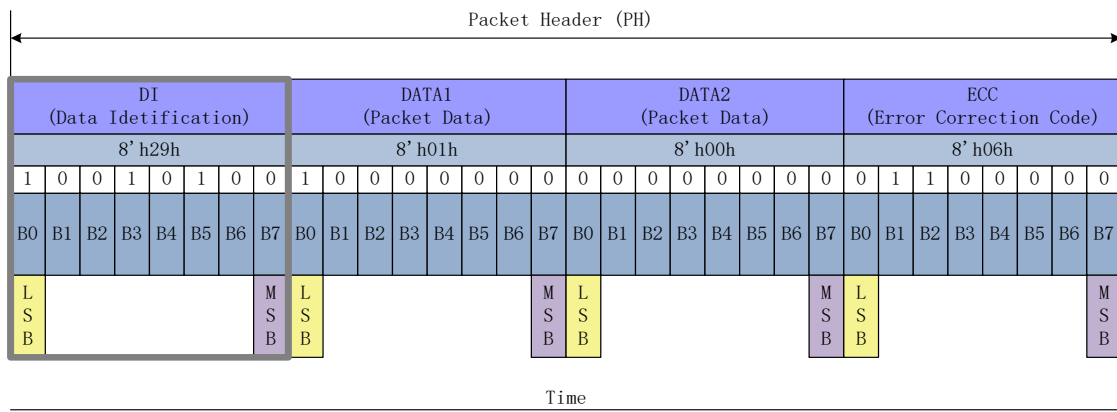 Packet Header (PH)
DI DATA1 DATA2 ECC
(Data Idetification) (Packet Data) (Packet Data) (Error Correction Code)
8'h29h 8'h01h 8'h00h 8'h06h
1 0 0 1 0 1 0 0 1 0 0 0 0 0 0 0 0 0 0 0 0 0 0 0 0 1 1 0 0 0 0 0
B0 B1 B2 B3 B4 B5 B6 B7 B0 B1 B2 B3 B4 B5 B6 B7 B0 B1 B2 B3 B4 B5 B6 B7 B0 B1 B2 B3 B4 B5 B6 B7
L M L M L M L M
S S S S S S S S
B B B B B B B B
Time